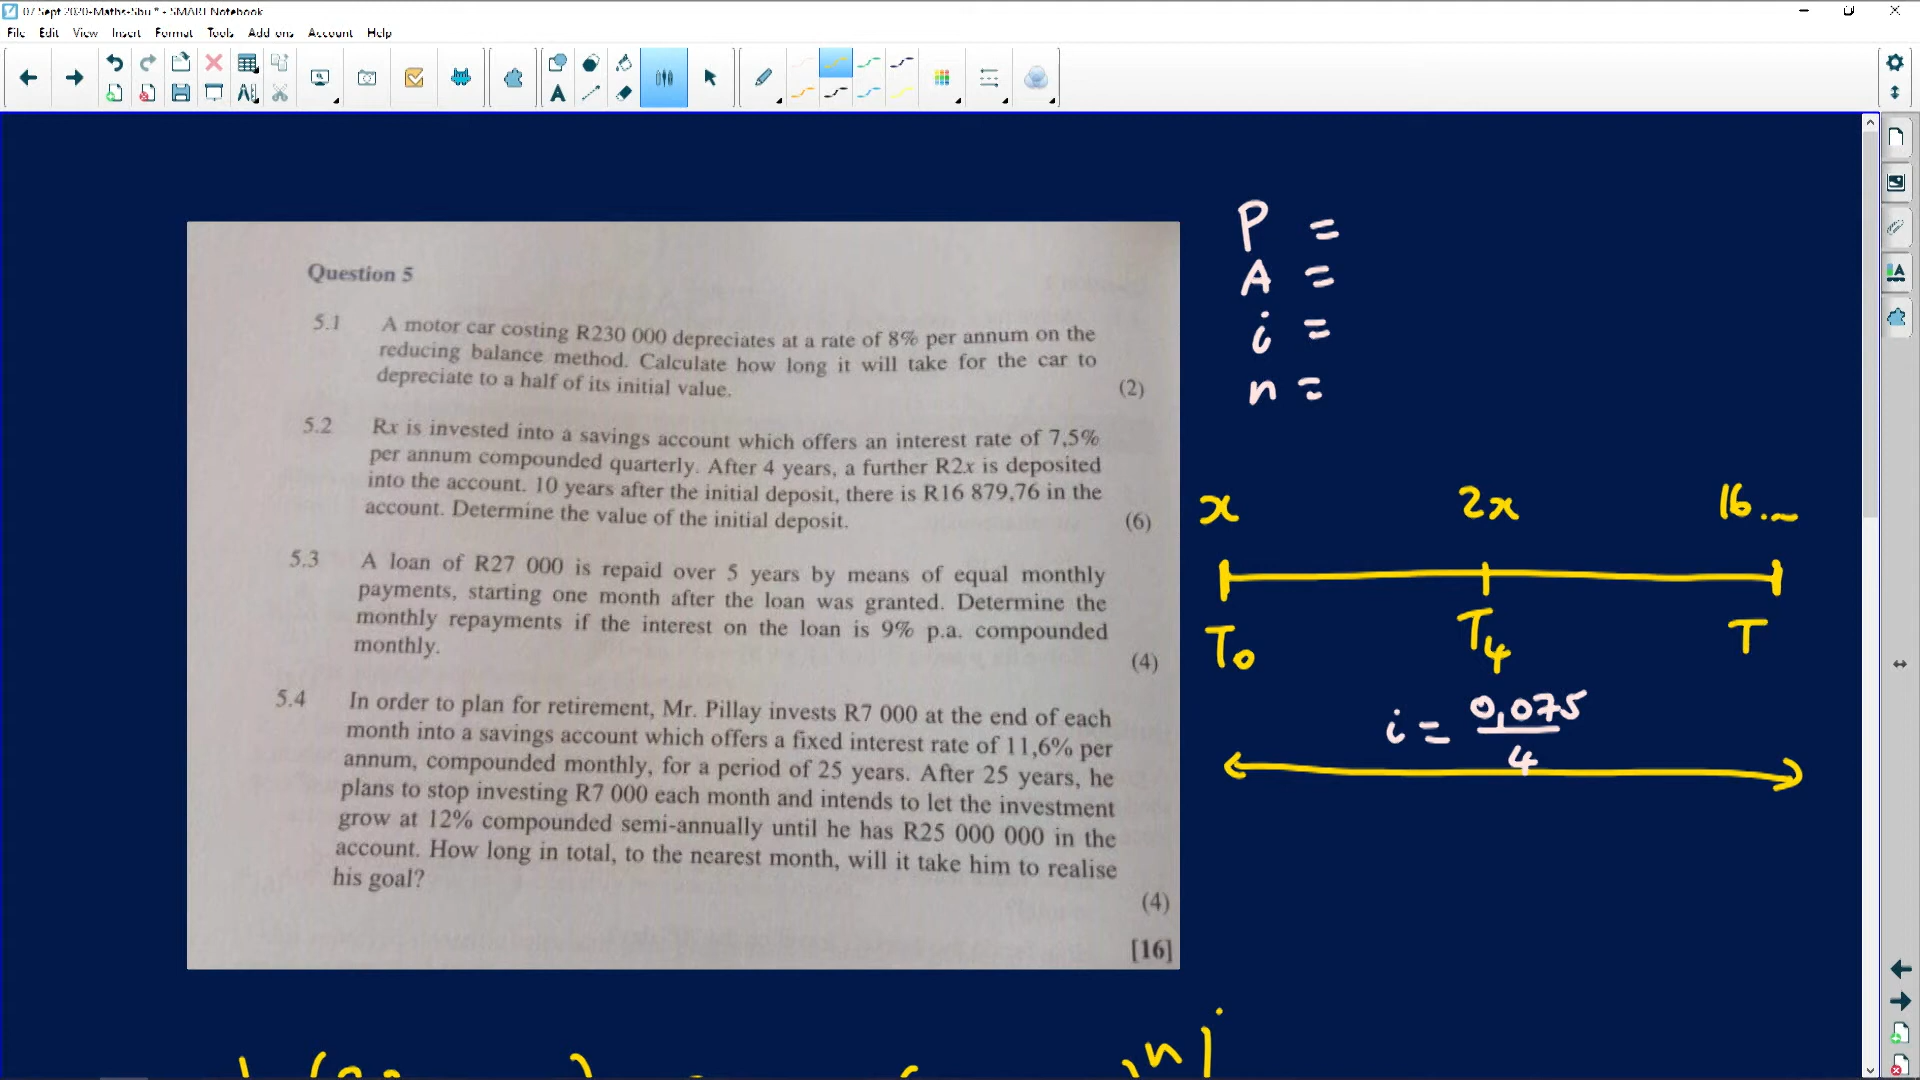 07 Sept 2020-Maths-Sbu * - SMART Notebook
File Edit View Insert Format Tools Add-ons Account Help
Question 5
5.1 A motor car costing R230 000 depreciates at a rate of 8% per annum on the
reducing balance method. Calculate how long it will take for the car to
depreciate to a half of its initial value.
(2)
5.2 Rx is invested into a savings account which offers an interest rate of 7,5%
per annum compounded quarterly. After 4 years, a further R2x is deposited
into the account. 10 years after the initial deposit, there is R16 879,76 in the
account. Determine the value of the initial deposit.
(6)
5.3 A loan of R27 000 is repaid over 5 years by means of equal monthly
payments, starting one month after the loan was granted. Determine the
monthly repayments if the interest on the loan is 9% p.a. compounded
monthly.
(4)
5.4 In order to plan for retirement, Mr. Pillay invests R7 000 at the end of each
month into a savings account which offers a fixed interest rate of 11,6% per
annum, compounded monthly, for a period of 25 years. After 25 years, he
plans to stop investing R7 000 each month and intends to let the investment
grow at 12% compounded semi-annually until he has R25 000 000 in the
account. How long in total, to the nearest month, will it take him to realise
his goal?
(4)
[16]
P =
A =
i =
n =
x 2x 16...
T₀ T₄ T
i = 0,075
4